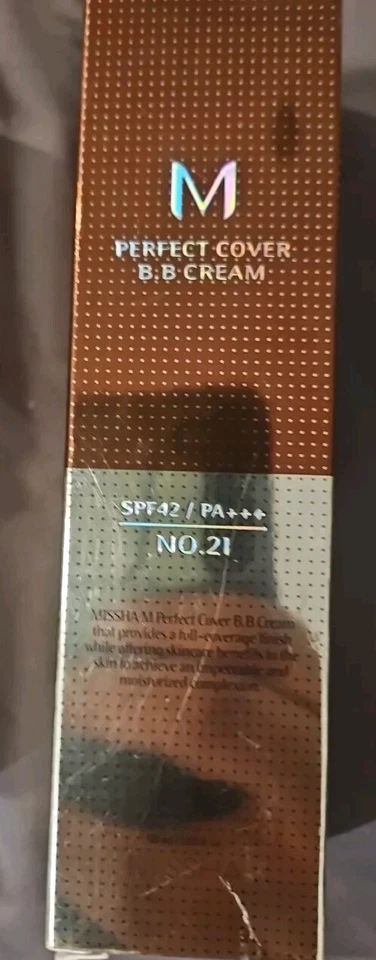 M
PERFECT COVER
B.B CREAM
SPF42 / PA+++
NO.21
MISSHA M Perfect Cover B.B Cream
that provides a full-coverage finish
while offering skincare benefits to the
skin to achieve an impeccable and
moisturized complexion.